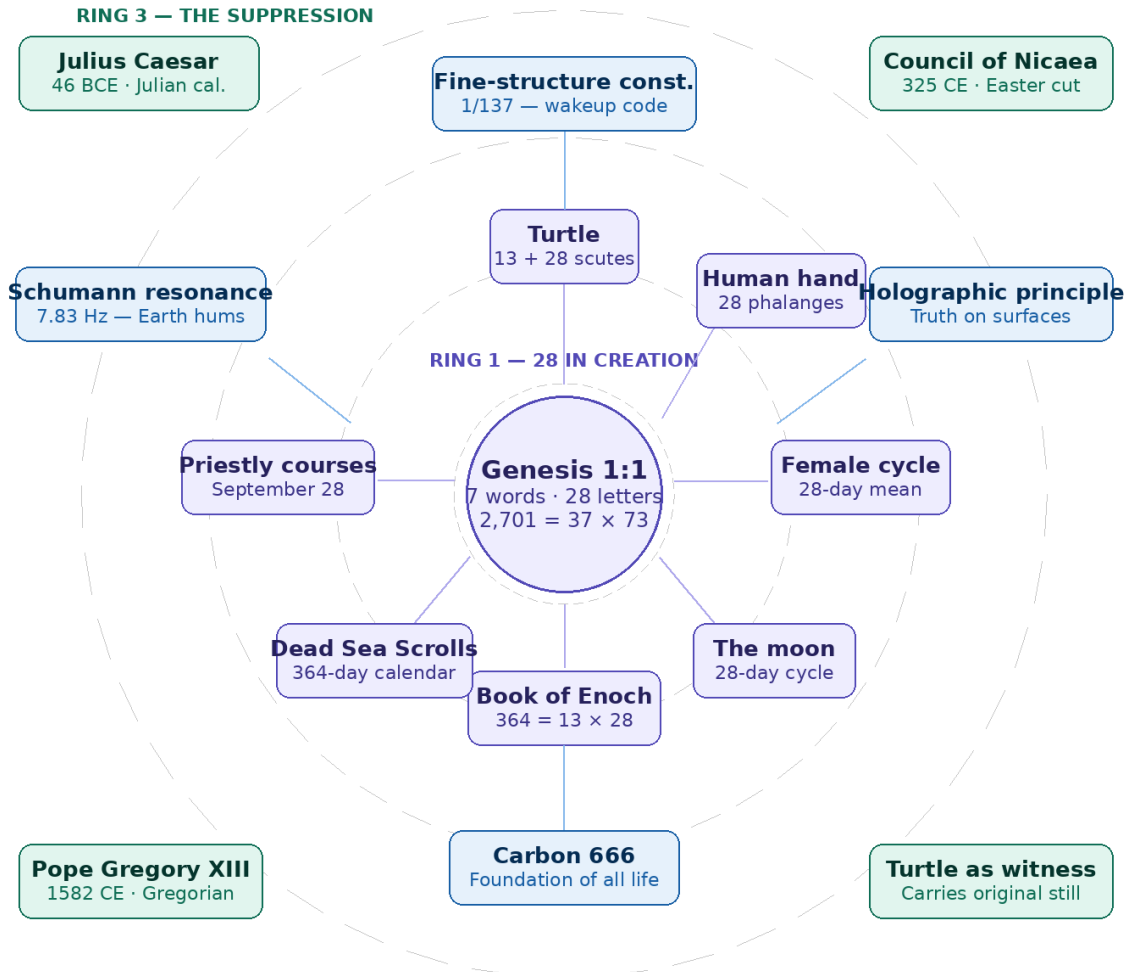 RING 3 — THE SUPPRESSION
Julius Caesar
46 BCE · Julian cal.
Fine-structure const.
1/137 — wakeup code
Council of Nicaea
325 CE · Easter cut
Turtle
13 + 28 scutes
Human hand
28 phalanges
Schumann resonance
7.83 Hz — Earth hums
Holographic principle
Truth on surfaces
RING 1 — 28 IN CREATION
Priestly courses
September 28
Genesis 1:1
7 words · 28 letters
2,701 = 37 × 73
Female cycle
28-day mean
Dead Sea Scrolls
364-day calendar
Book of Enoch
364 = 13 × 28
The moon
28-day cycle
Pope Gregory XIII
1582 CE · Gregorian
Carbon 666
Foundation of all life
Turtle as witness
Carries original still